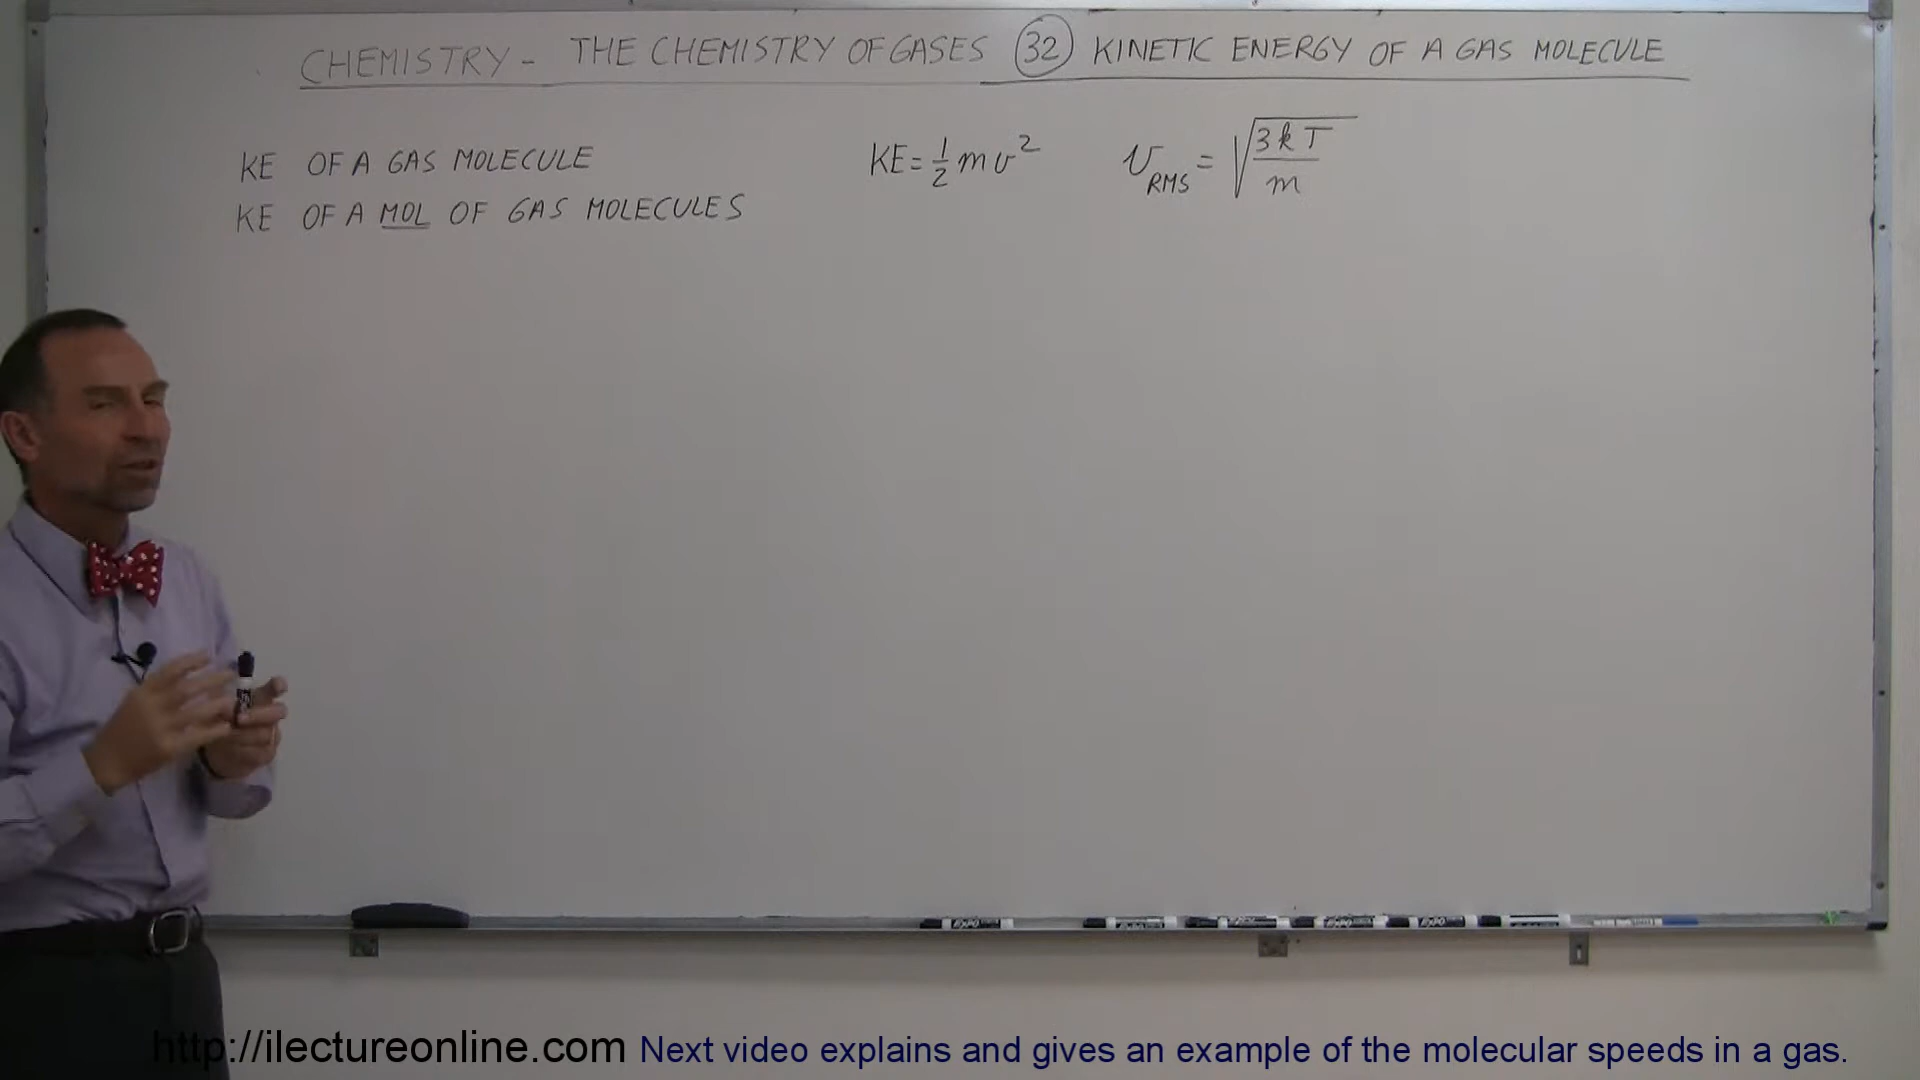 CHEMISTRY - THE CHEMISTRY OF GASES 32 KINETIC ENERGY OF A GAS MOLECULE
KE OF A GAS MOLECULE KE = 1/2 mv² v_RMS = √(3kT/m)
KE OF A MOL OF GAS MOLECULES
http://ilectureonline.com Next video explains and gives an example of the molecular speeds in a gas.